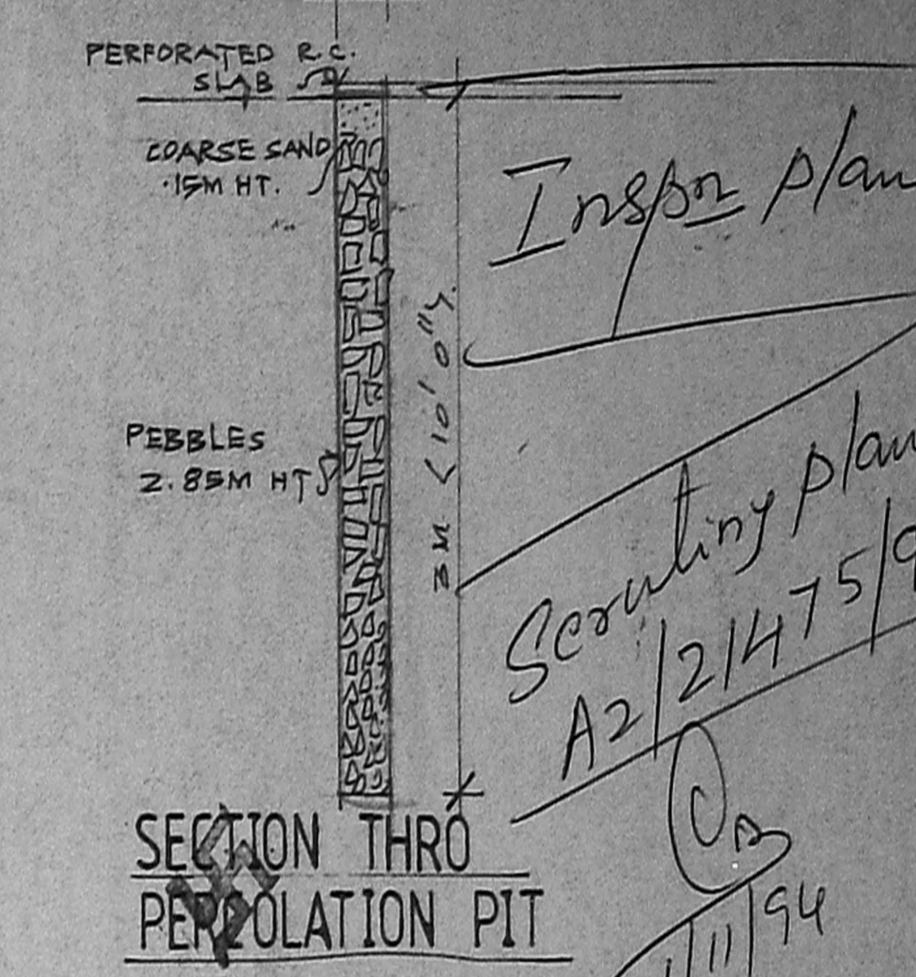 PERFORATED R.C.
SLAB
COARSE SAND
.15M HT.
PEBBLES
2.85M HT
3M (10'0")
Inspn plan
Scrutiny plan
A2/21475/9
/11/94
SECTION THRO
PERCOLATION PIT